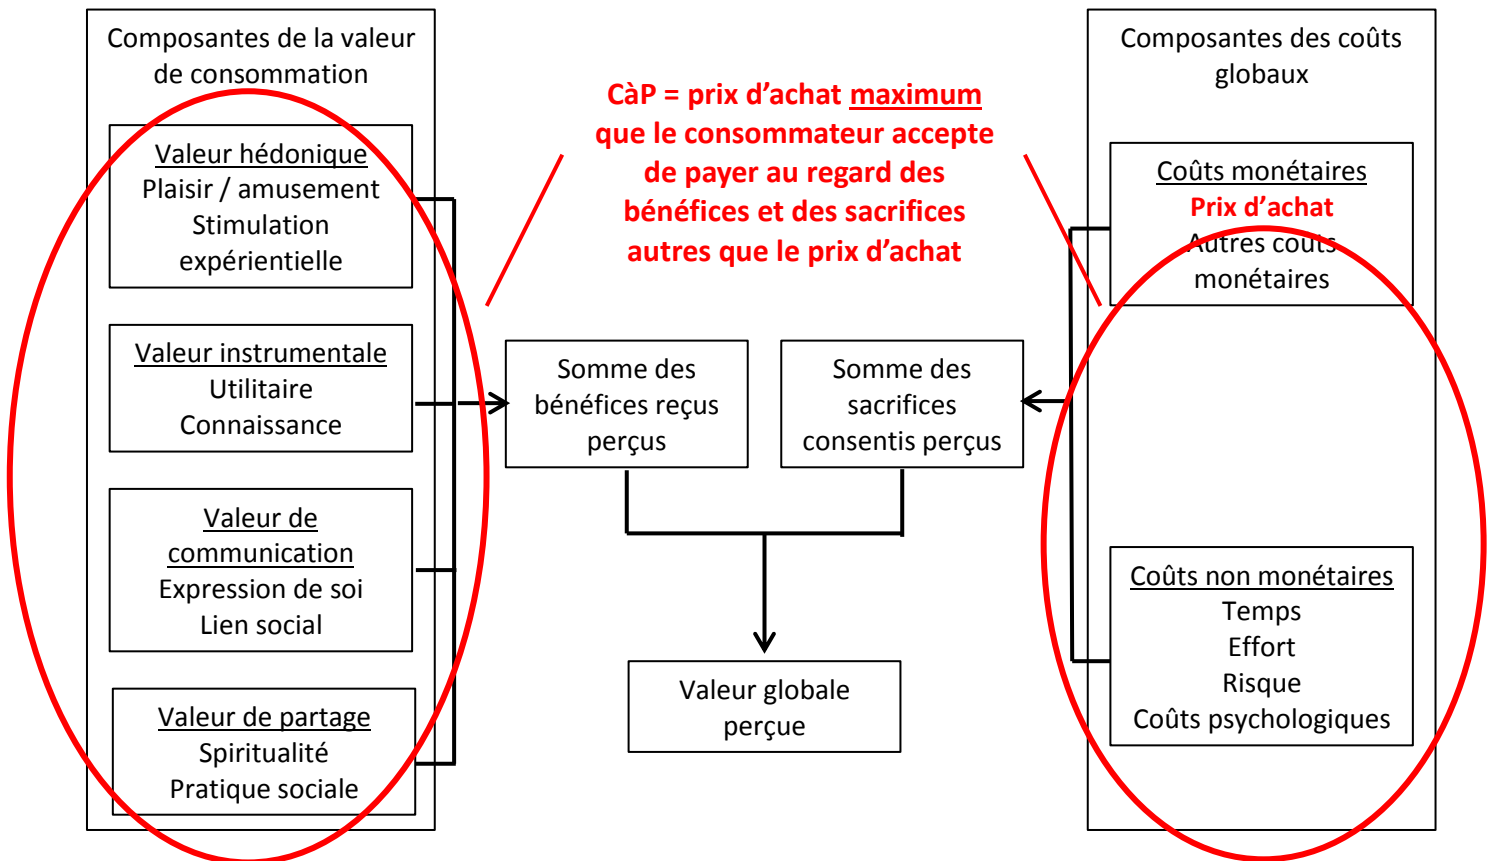 Composantes de la valeur
de consommation
Valeur hédonique
Plaisir / amusement
Stimulation
expérientielle
Valeur instrumentale
Utilitaire
Connaissance
Valeur de
communication
Expression de soi
Lien social
Valeur de partage
Spiritualité
Pratique sociale
CàP = prix d’achat maximum
que le consommateur accepte
de payer au regard des
bénéfices et des sacrifices
autres que le prix d’achat
Somme des
bénéfices reçus
perçus
Somme des
sacrifices
consentis perçus
Valeur globale
perçue
Composantes des coûts
globaux
Coûts monétaires
Prix d’achat
Autres coûts
monétaires
Coûts non monétaires
Temps
Effort
Risque
Coûts psychologiques